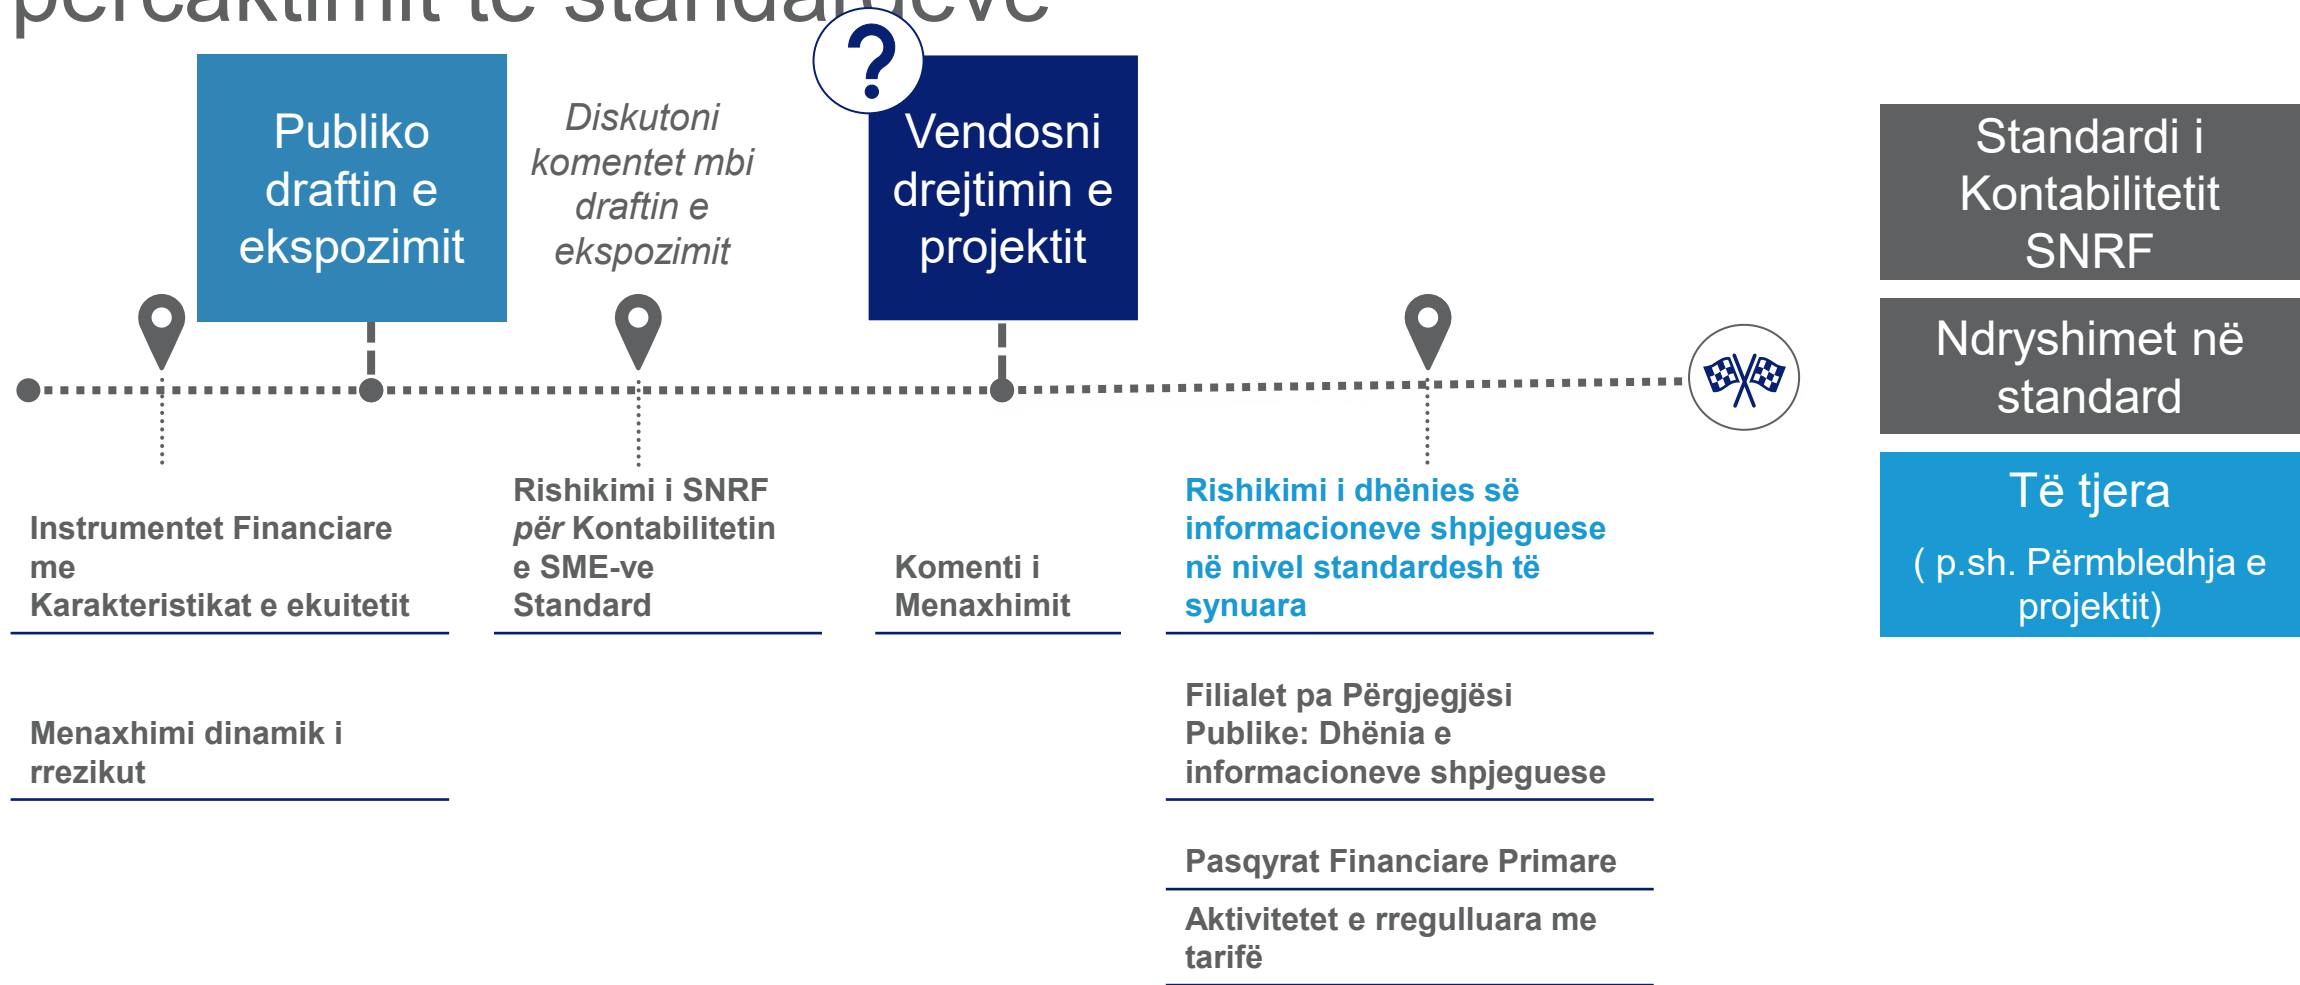 përcaktimit të standardeve
Publiko
draftin e
ekspozimit
Diskutoni
komentet mbi
draftin e
ekspozimit
?
Vendosni
drejtimin e
projektit
Standardi i
Kontabilitetit
SNRF
Ndryshimet në
standard
Të tjera
( p.sh. Përmbledhja e
projektit)
Instrumentet Financiare
me
Karakteristikat e ekuitetit
Menaxhimi dinamik i
rrezikut
Rishikimi i SNRF
për Kontabilitetin
e SME-ve
Standard
Komenti i
Menaxhimit
Rishikimi i dhënies së
informacioneve shpjeguese
në nivel standardesh të
synuara
Filialet pa Përgjegjësi
Publike: Dhënia e
informacioneve shpjeguese
Pasqyrat Financiare Primare
Aktivitetet e rregulluara me
tarifë